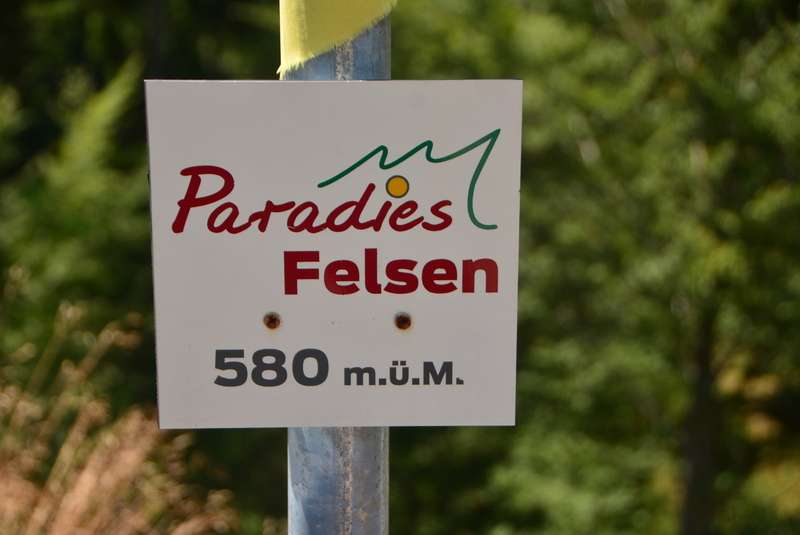 Paradies
Felsen
580 m.ü.M.